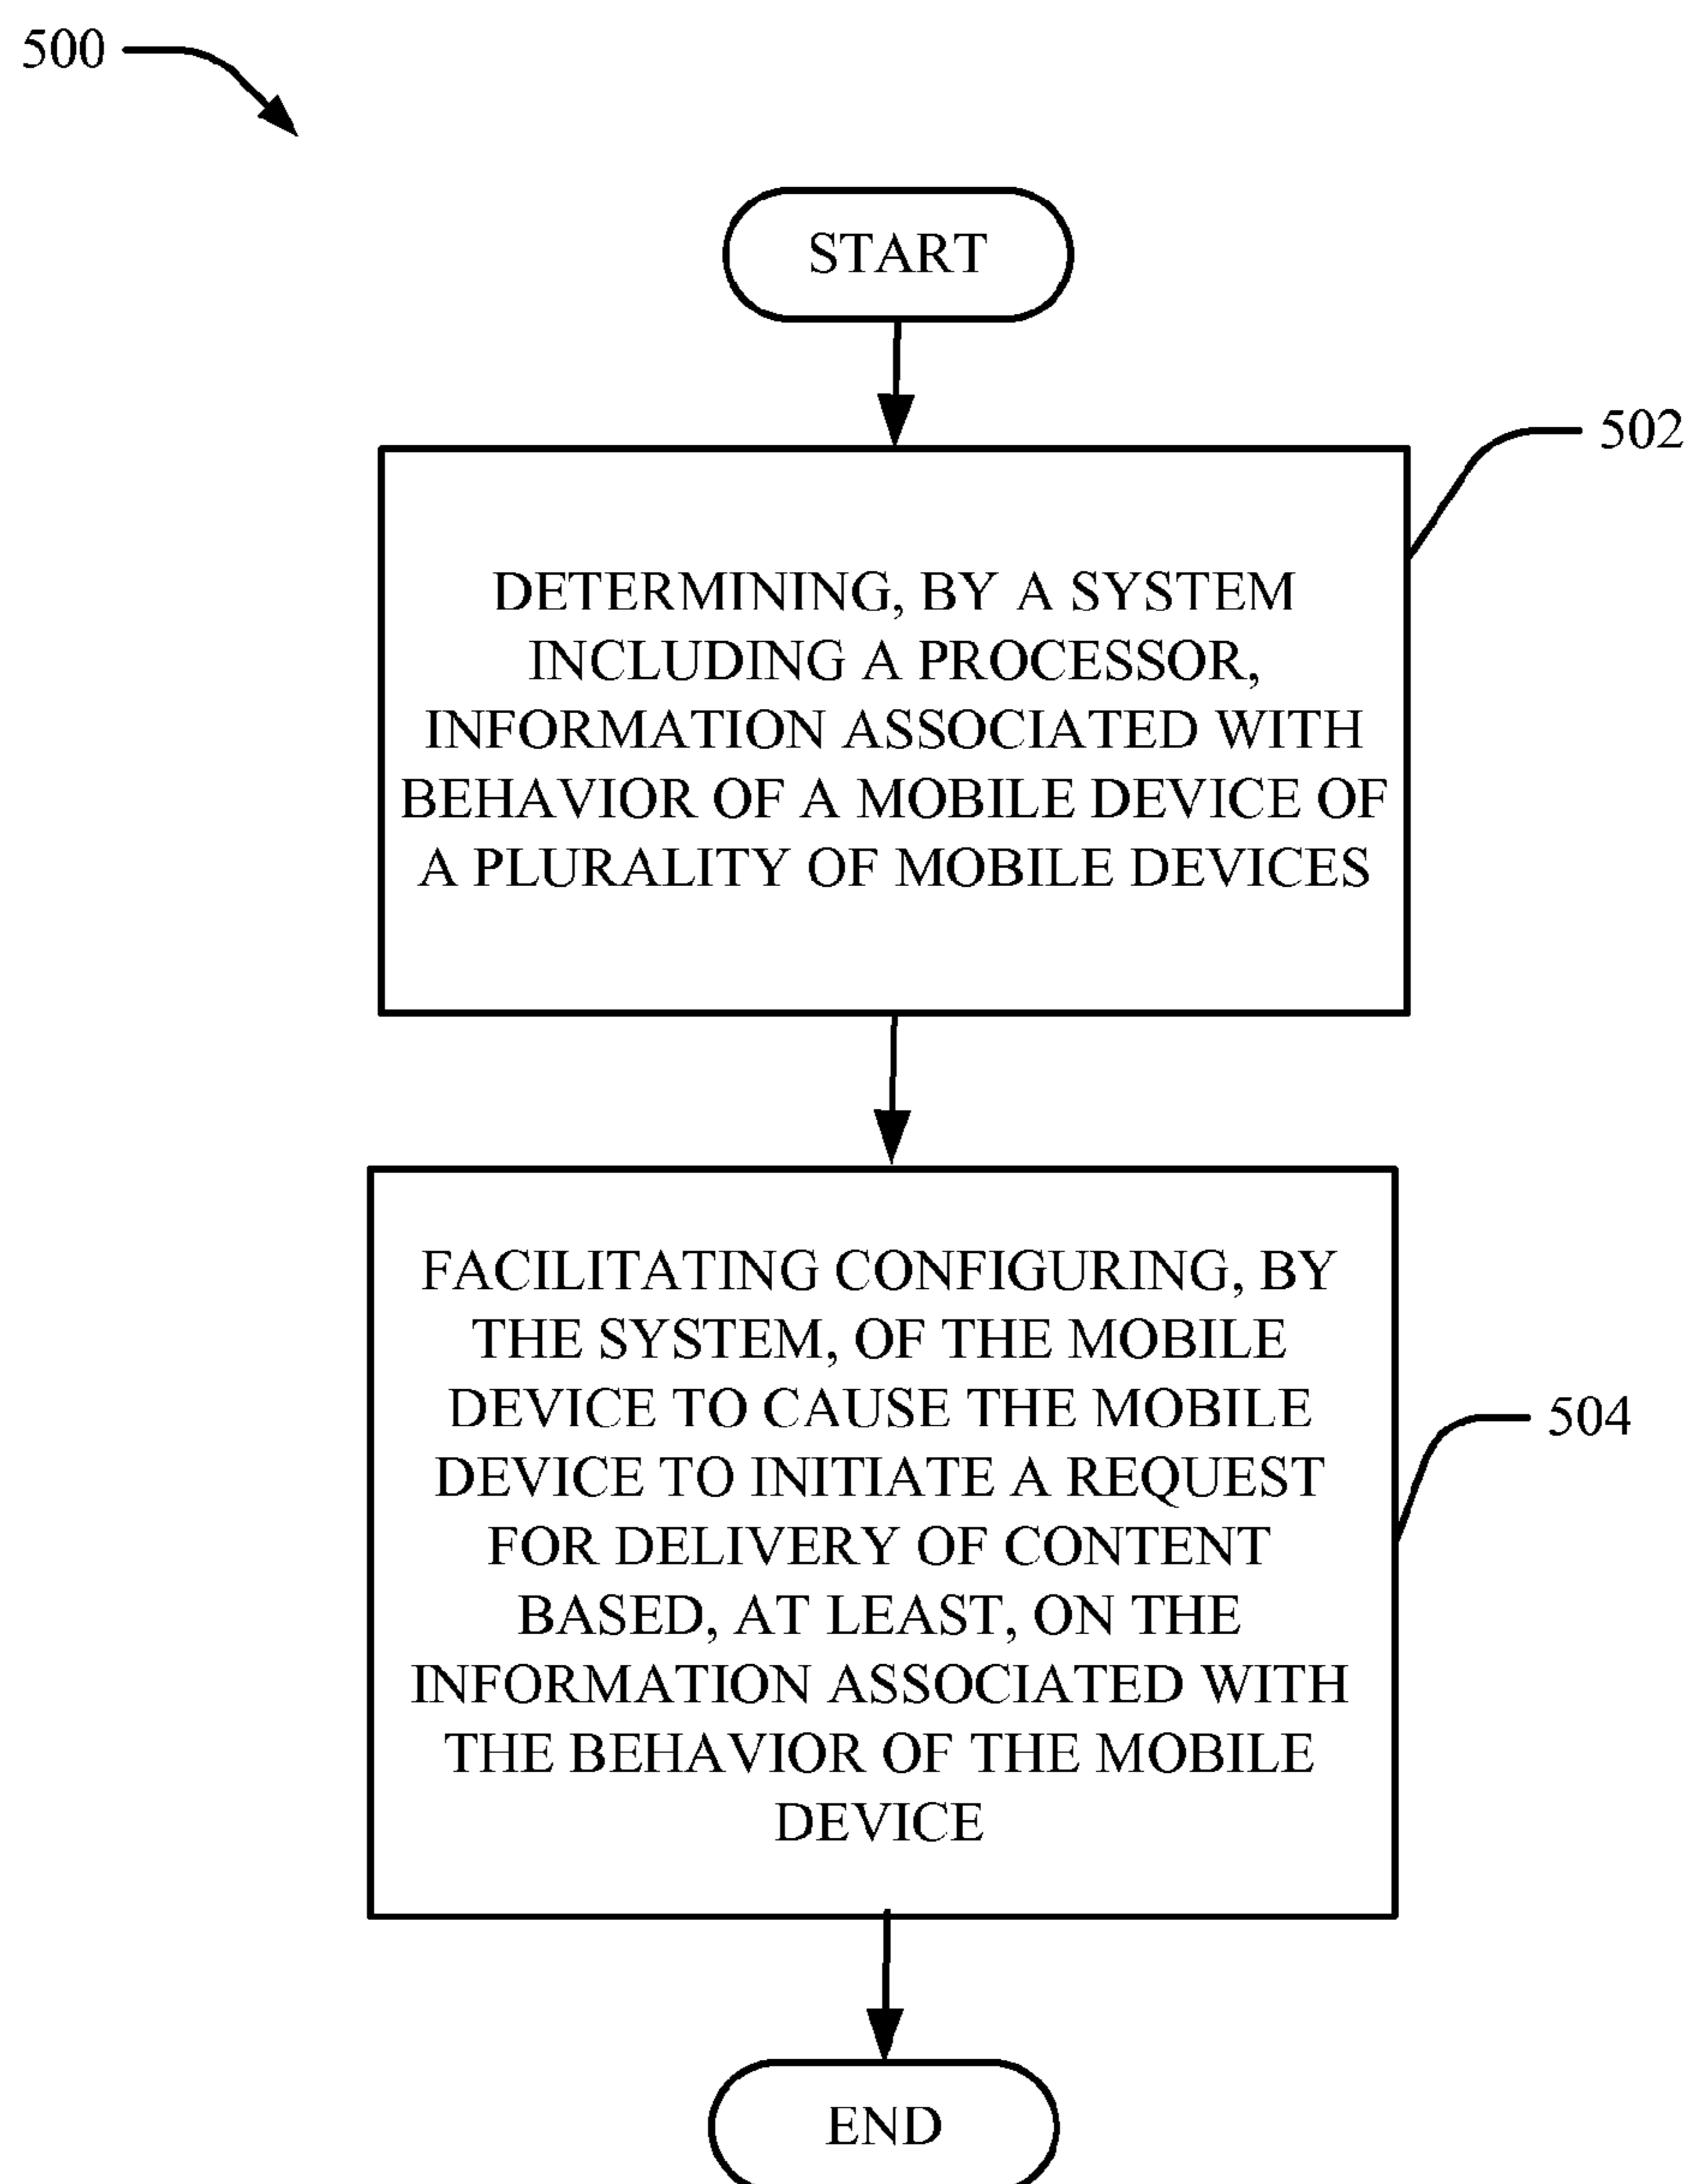 500
START
502
DETERMINING, BY A SYSTEM
INCLUDING A PROCESSOR,
INFORMATION ASSOCIATED WITH
BEHAVIOR OF A MOBILE DEVICE OF
A PLURALITY OF MOBILE DEVICES
FACILITATING CONFIGURING, BY
THE SYSTEM, OF THE MOBILE
DEVICE TO CAUSE THE MOBILE
DEVICE TO INITIATE A REQUEST
FOR DELIVERY OF CONTENT
BASED, AT LEAST, ON THE
INFORMATION ASSOCIATED WITH
THE BEHAVIOR OF THE MOBILE
DEVICE
504
END